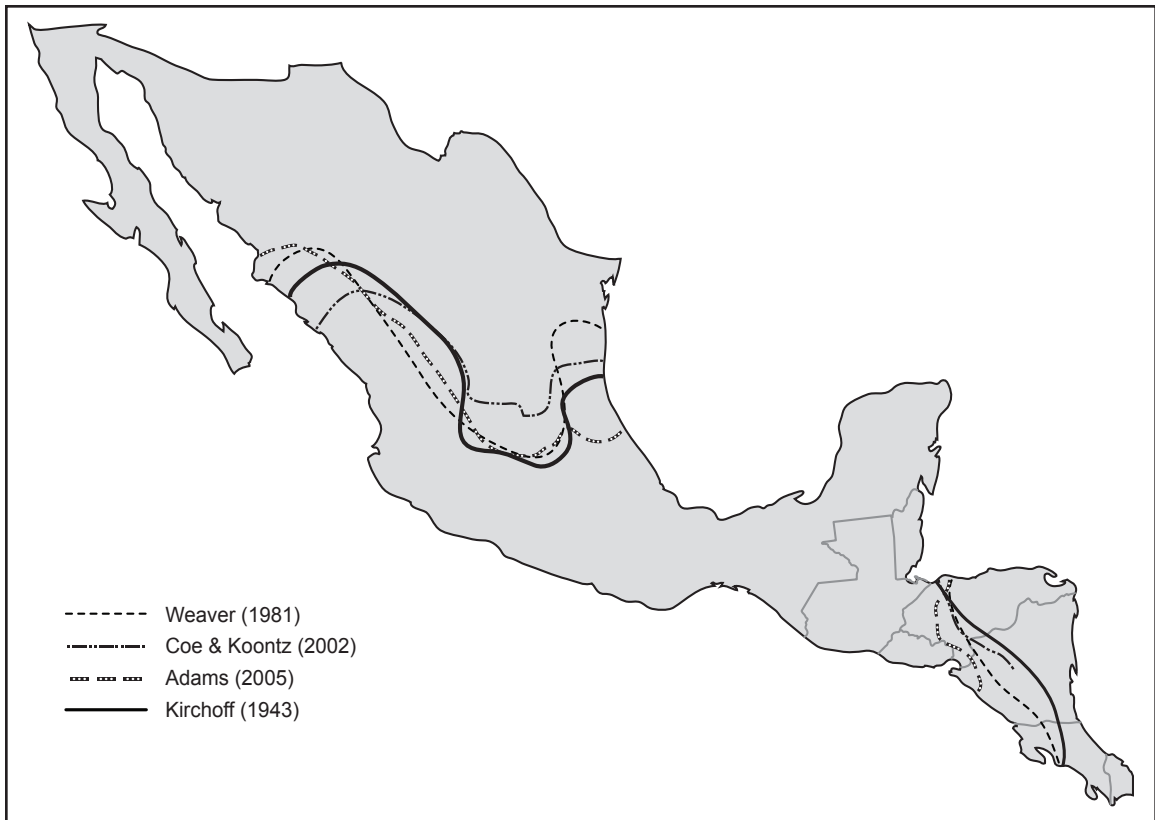 Weaver (1981)
Coe & Koontz (2002)
Adams (2005)
Kirchoff (1943)